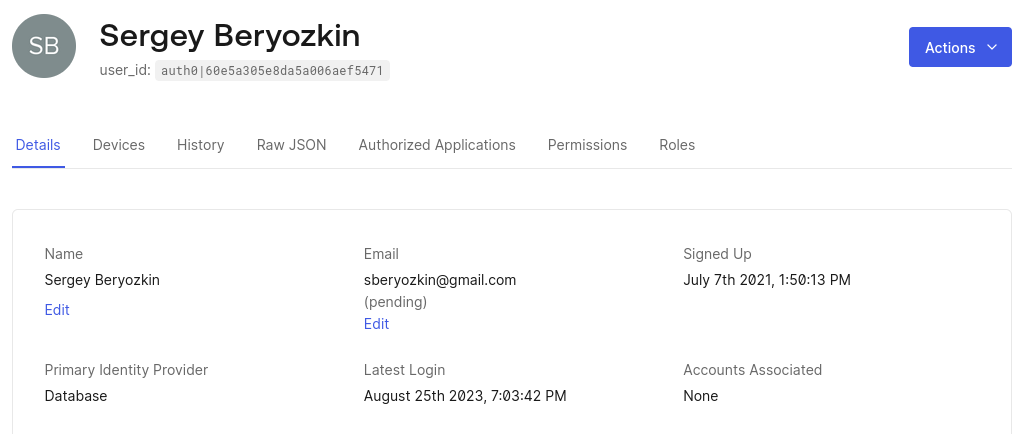 SB
Sergey Beryozkin
user_id: auth0|60e5a305e8da5a006aef5471
Actions
Details Devices History Raw JSON Authorized Applications Permissions Roles
Name Email Signed Up
Sergey Beryozkin sberyozkin@gmail.com July 7th 2021, 1:50:13 PM
(pending)
Edit
Edit
Primary Identity Provider Latest Login Accounts Associated
Database August 25th 2023, 7:03:42 PM None